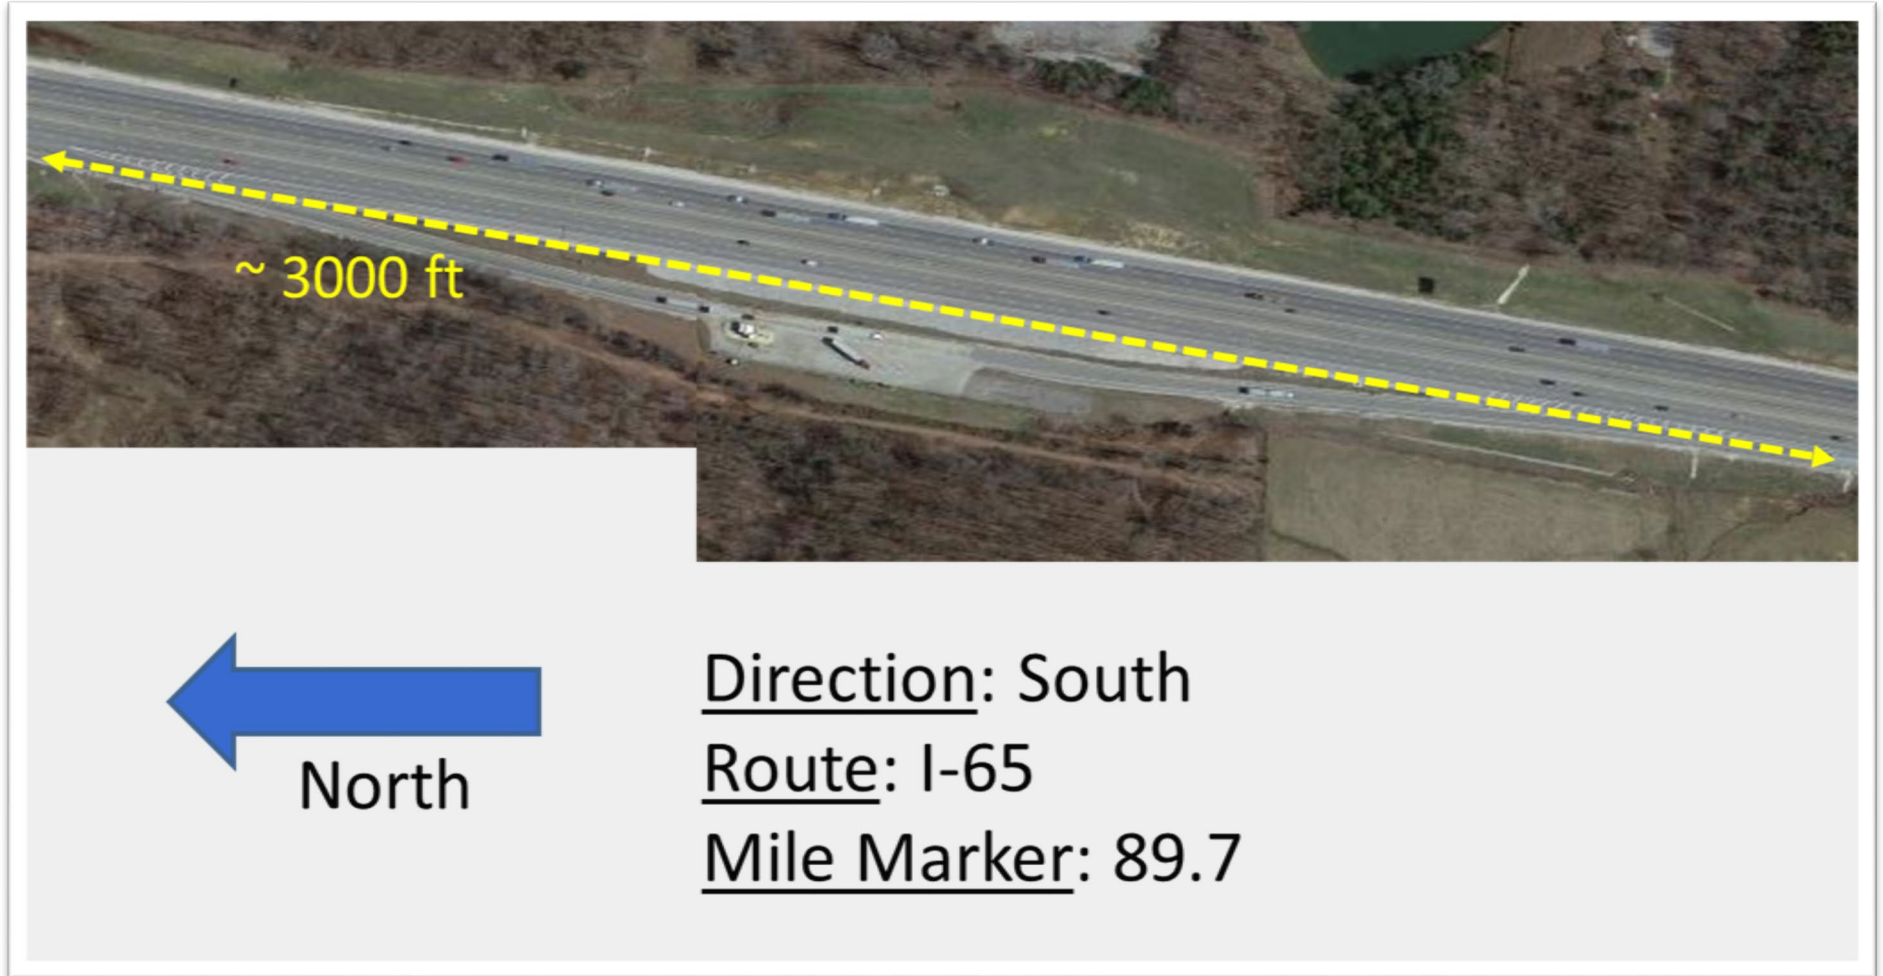 ~ 3000 ft
North
Direction: South
Route: I-65
Mile Marker: 89.7